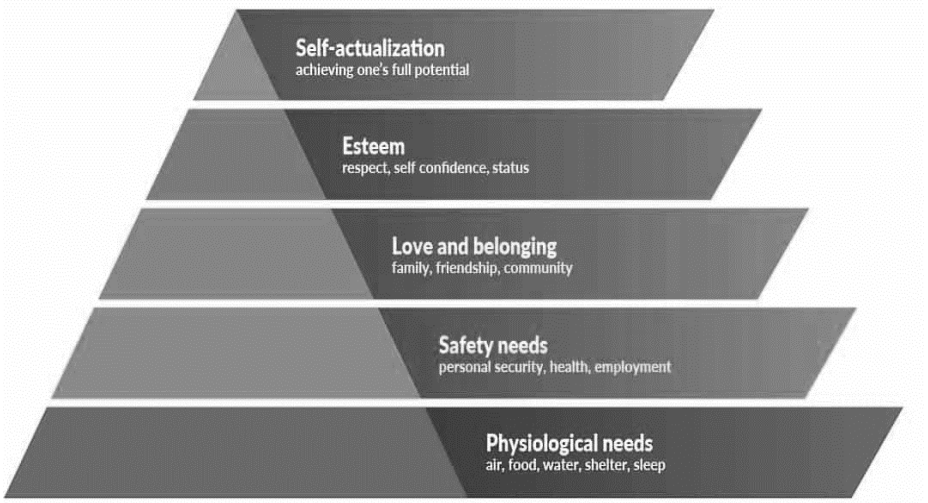 Self-actualization
achieving one's full potential
Esteem
respect, self confidence, status
Love and belonging
family, friendship, community
Safety needs
personal security, health, employment
Physiological needs
air, food, water, shelter, sleep